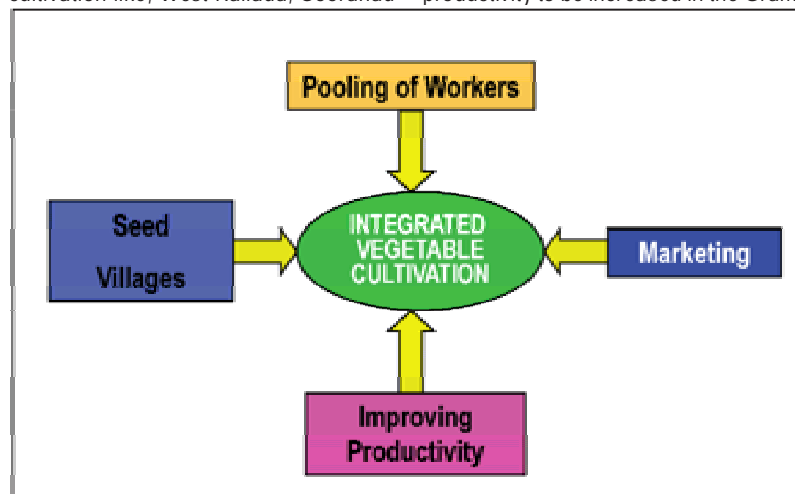 Pooling of Workers
Seed
Villages
INTEGRATED
VEGETABLE
CULTIVATION
Marketing
Improving
Productivity